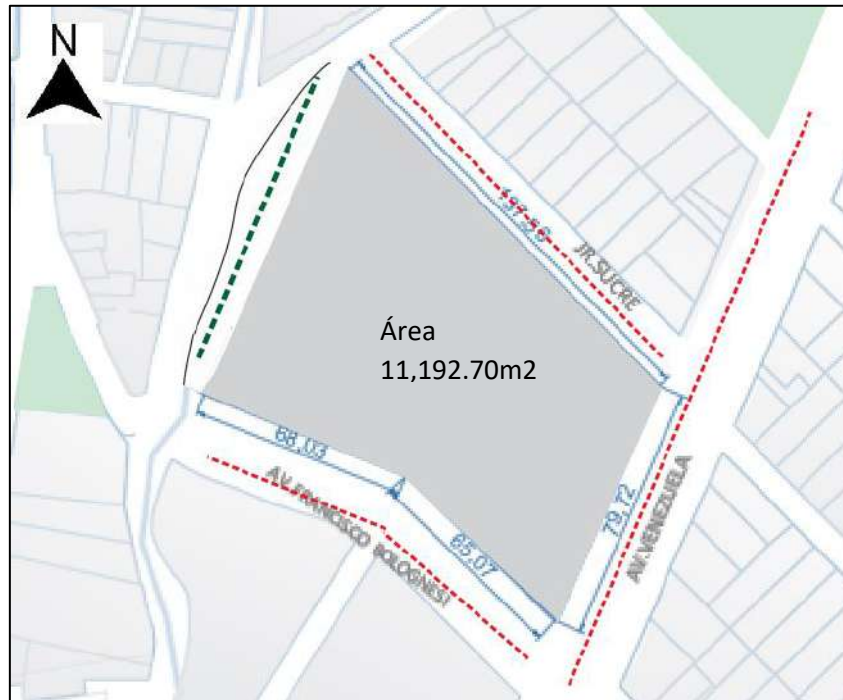 N
JR.SUCRE
Área
11,192.70m2
68,03
AV.FRANCISCO BOLOGNESI
65,07
79,72
AV.VENEZUELA